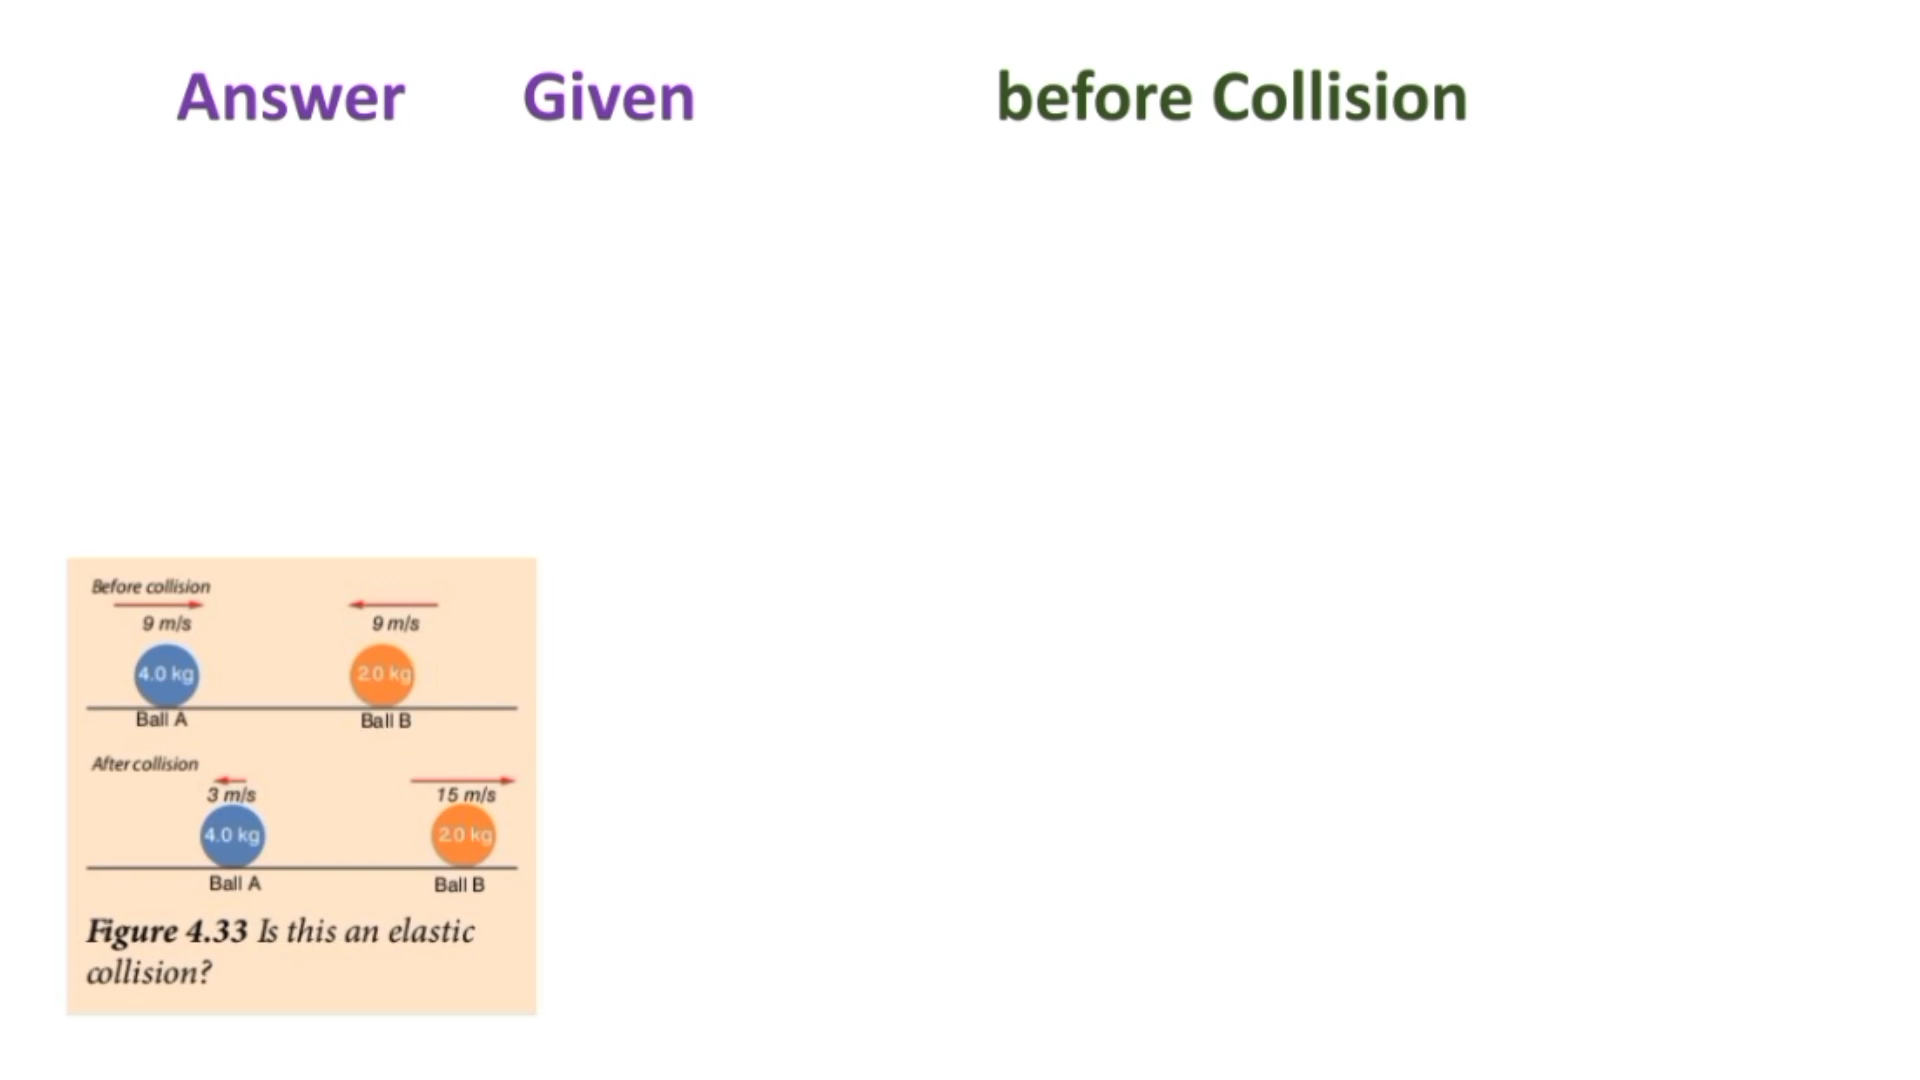 Answer Given before Collision
Before collision
9 m/s 9 m/s
4.0 kg 2.0 kg
Ball A Ball B
After collision
3 m/s 15 m/s
4.0 kg 2.0 kg
Ball A Ball B
Figure 4.33 Is this an elastic
collision?